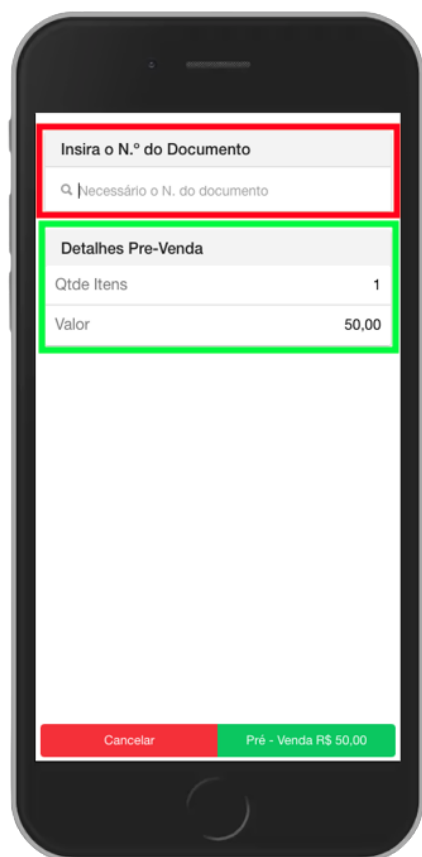 Insira o N.º do Documento
Necessário o N. do documento
Detalhes Pre-Venda
Qtde Itens 1
Valor 50,00
Cancelar Pré - Venda R$ 50,00